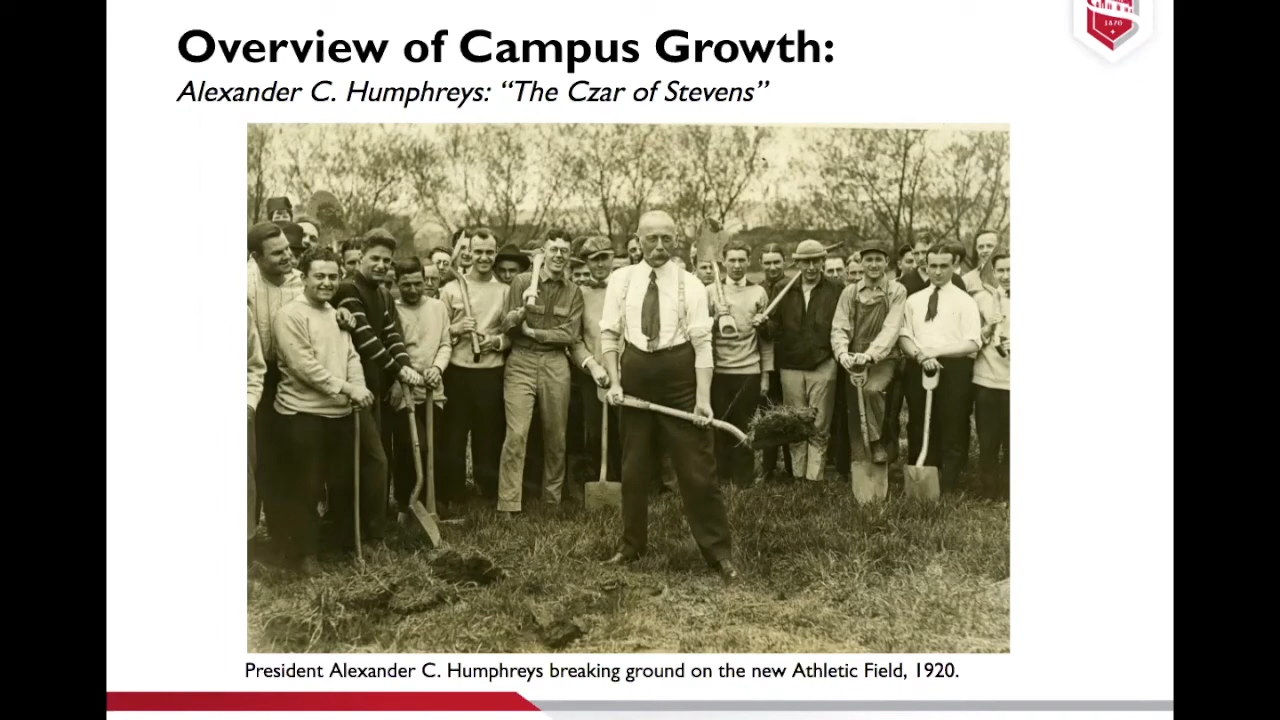 Overview of Campus Growth:
Alexander C. Humphreys: “The Czar of Stevens”
1870
President Alexander C. Humphreys breaking ground on the new Athletic Field, 1920.